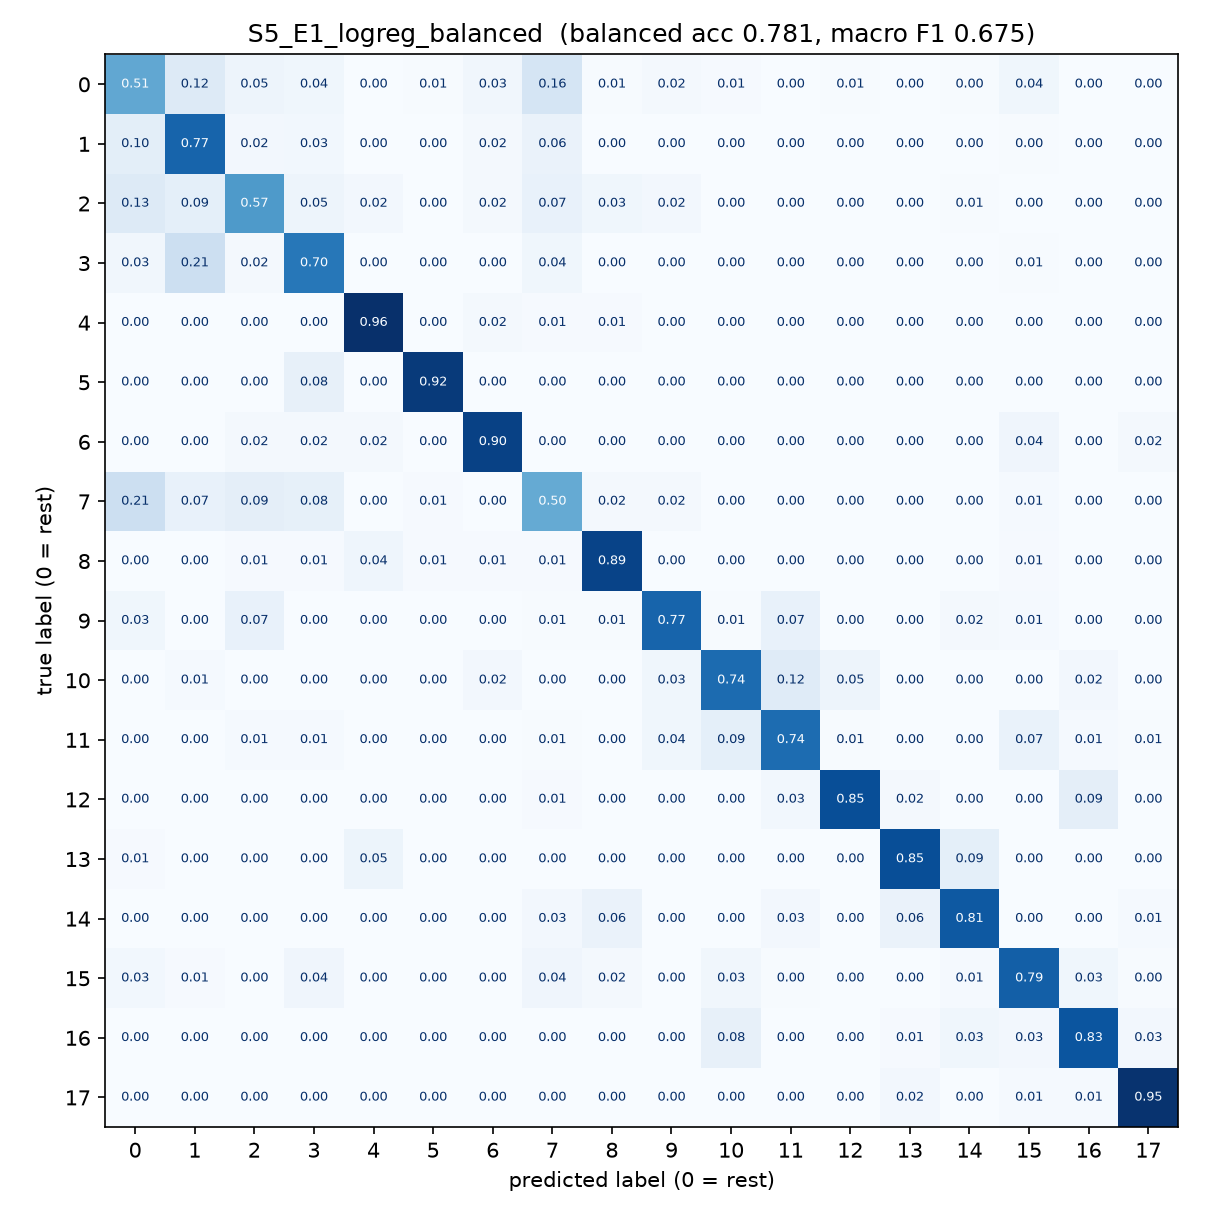 S5_E1_logreg_balanced  (balanced acc 0.781, macro F1 0.675)
true label (0 = rest)
0 0.51 0.12 0.05 0.04 0.00 0.01 0.03 0.16 0.01 0.02 0.01 0.00 0.01 0.00 0.00 0.04 0.00 0.00
1 0.10 0.77 0.02 0.03 0.00 0.00 0.02 0.06 0.00 0.00 0.00 0.00 0.00 0.00 0.00 0.00 0.00 0.00
2 0.13 0.09 0.57 0.05 0.02 0.00 0.02 0.07 0.03 0.02 0.00 0.00 0.00 0.00 0.01 0.00 0.00 0.00
3 0.03 0.21 0.02 0.70 0.00 0.00 0.00 0.04 0.00 0.00 0.00 0.00 0.00 0.00 0.00 0.01 0.00 0.00
4 0.00 0.00 0.00 0.00 0.96 0.00 0.02 0.01 0.01 0.00 0.00 0.00 0.00 0.00 0.00 0.00 0.00 0.00
5 0.00 0.00 0.00 0.08 0.00 0.92 0.00 0.00 0.00 0.00 0.00 0.00 0.00 0.00 0.00 0.00 0.00 0.00
6 0.00 0.00 0.02 0.02 0.02 0.00 0.90 0.00 0.00 0.00 0.00 0.00 0.00 0.00 0.00 0.04 0.00 0.02
7 0.21 0.07 0.09 0.08 0.00 0.01 0.00 0.50 0.02 0.02 0.00 0.00 0.00 0.00 0.00 0.01 0.00 0.00
8 0.00 0.00 0.01 0.01 0.04 0.01 0.01 0.01 0.89 0.00 0.00 0.00 0.00 0.00 0.00 0.01 0.00 0.00
9 0.03 0.00 0.07 0.00 0.00 0.00 0.00 0.01 0.01 0.77 0.01 0.07 0.00 0.00 0.02 0.01 0.00 0.00
10 0.00 0.01 0.00 0.00 0.00 0.00 0.02 0.00 0.00 0.03 0.74 0.12 0.05 0.00 0.00 0.00 0.02 0.00
11 0.00 0.00 0.01 0.01 0.00 0.00 0.00 0.01 0.00 0.04 0.09 0.74 0.01 0.00 0.00 0.07 0.01 0.01
12 0.00 0.00 0.00 0.00 0.00 0.00 0.00 0.01 0.00 0.00 0.00 0.03 0.85 0.02 0.00 0.00 0.09 0.00
13 0.01 0.00 0.00 0.00 0.05 0.00 0.00 0.00 0.00 0.00 0.00 0.00 0.00 0.85 0.09 0.00 0.00 0.00
14 0.00 0.00 0.00 0.00 0.00 0.00 0.00 0.03 0.06 0.00 0.00 0.03 0.00 0.06 0.81 0.00 0.00 0.01
15 0.03 0.01 0.00 0.04 0.00 0.00 0.00 0.04 0.02 0.00 0.03 0.00 0.00 0.00 0.01 0.79 0.03 0.00
16 0.00 0.00 0.00 0.00 0.00 0.00 0.00 0.00 0.00 0.00 0.08 0.00 0.00 0.01 0.03 0.03 0.83 0.03
17 0.00 0.00 0.00 0.00 0.00 0.00 0.00 0.00 0.00 0.00 0.00 0.00 0.00 0.02 0.00 0.01 0.01 0.95
0 1 2 3 4 5 6 7 8 9 10 11 12 13 14 15 16 17
predicted label (0 = rest)